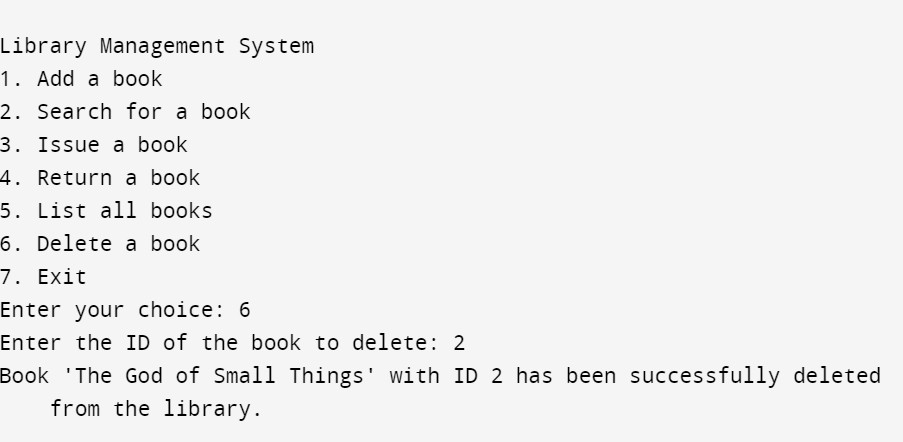 Library Management System
1. Add a book
2. Search for a book
3. Issue a book
4. Return a book
5. List all books
6. Delete a book
7. Exit
Enter your choice: 6
Enter the ID of the book to delete: 2
Book 'The God of Small Things' with ID 2 has been successfully deleted
from the library.